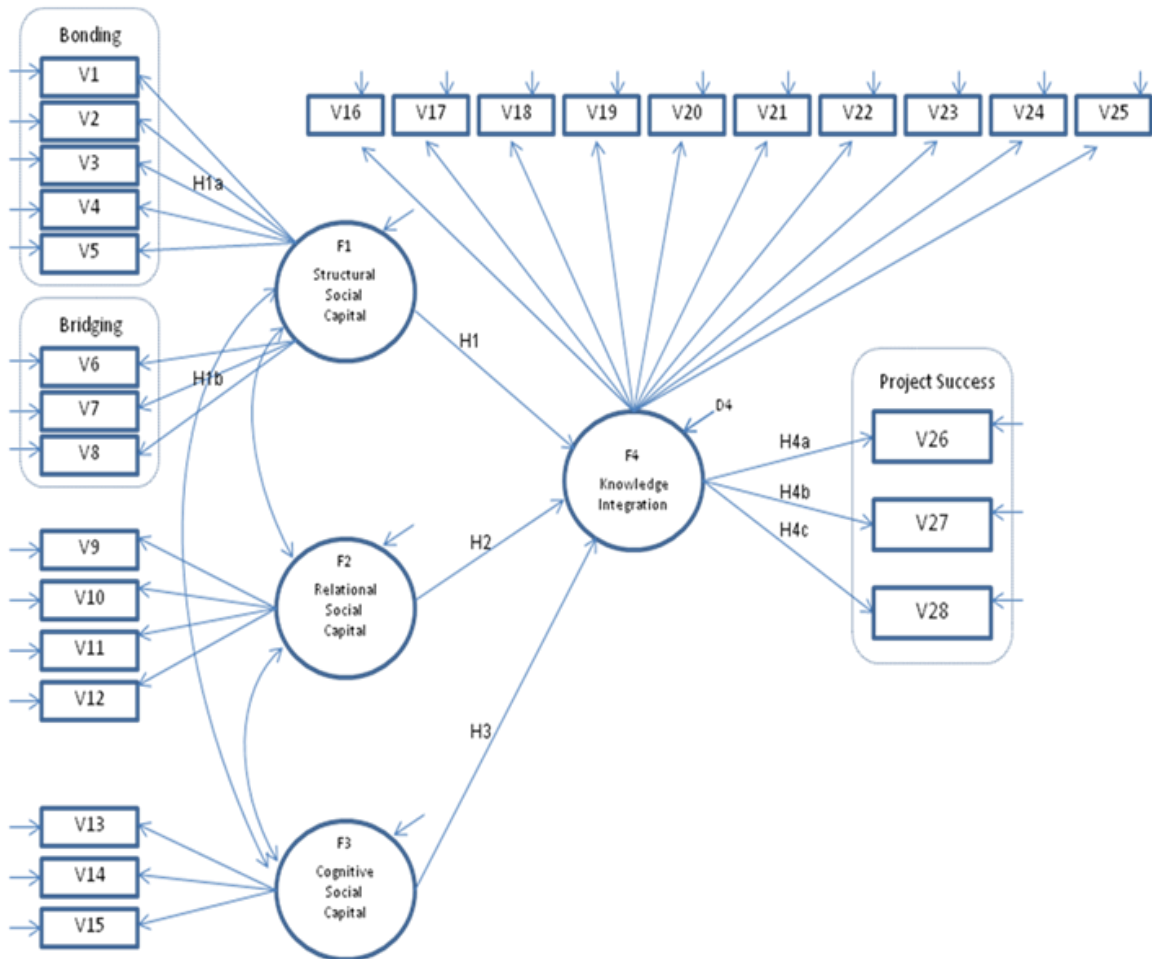 Bonding
V1
V2
V3
V4
V5
H1a
Bridging
V6
V7
V8
H1b
V9
V10
V11
V12
V13
V14
V15
F1
Structural
Social
Capital
F2
Relational
Social
Capital
F3
Cognitive
Social
Capital
H1
H2
H3
V16 V17 V18 V19 V20 V21 V22 V23 V24 V25
D4
F4
Knowledge
Integration
H4a
H4b
H4c
Project Success
V26
V27
V28